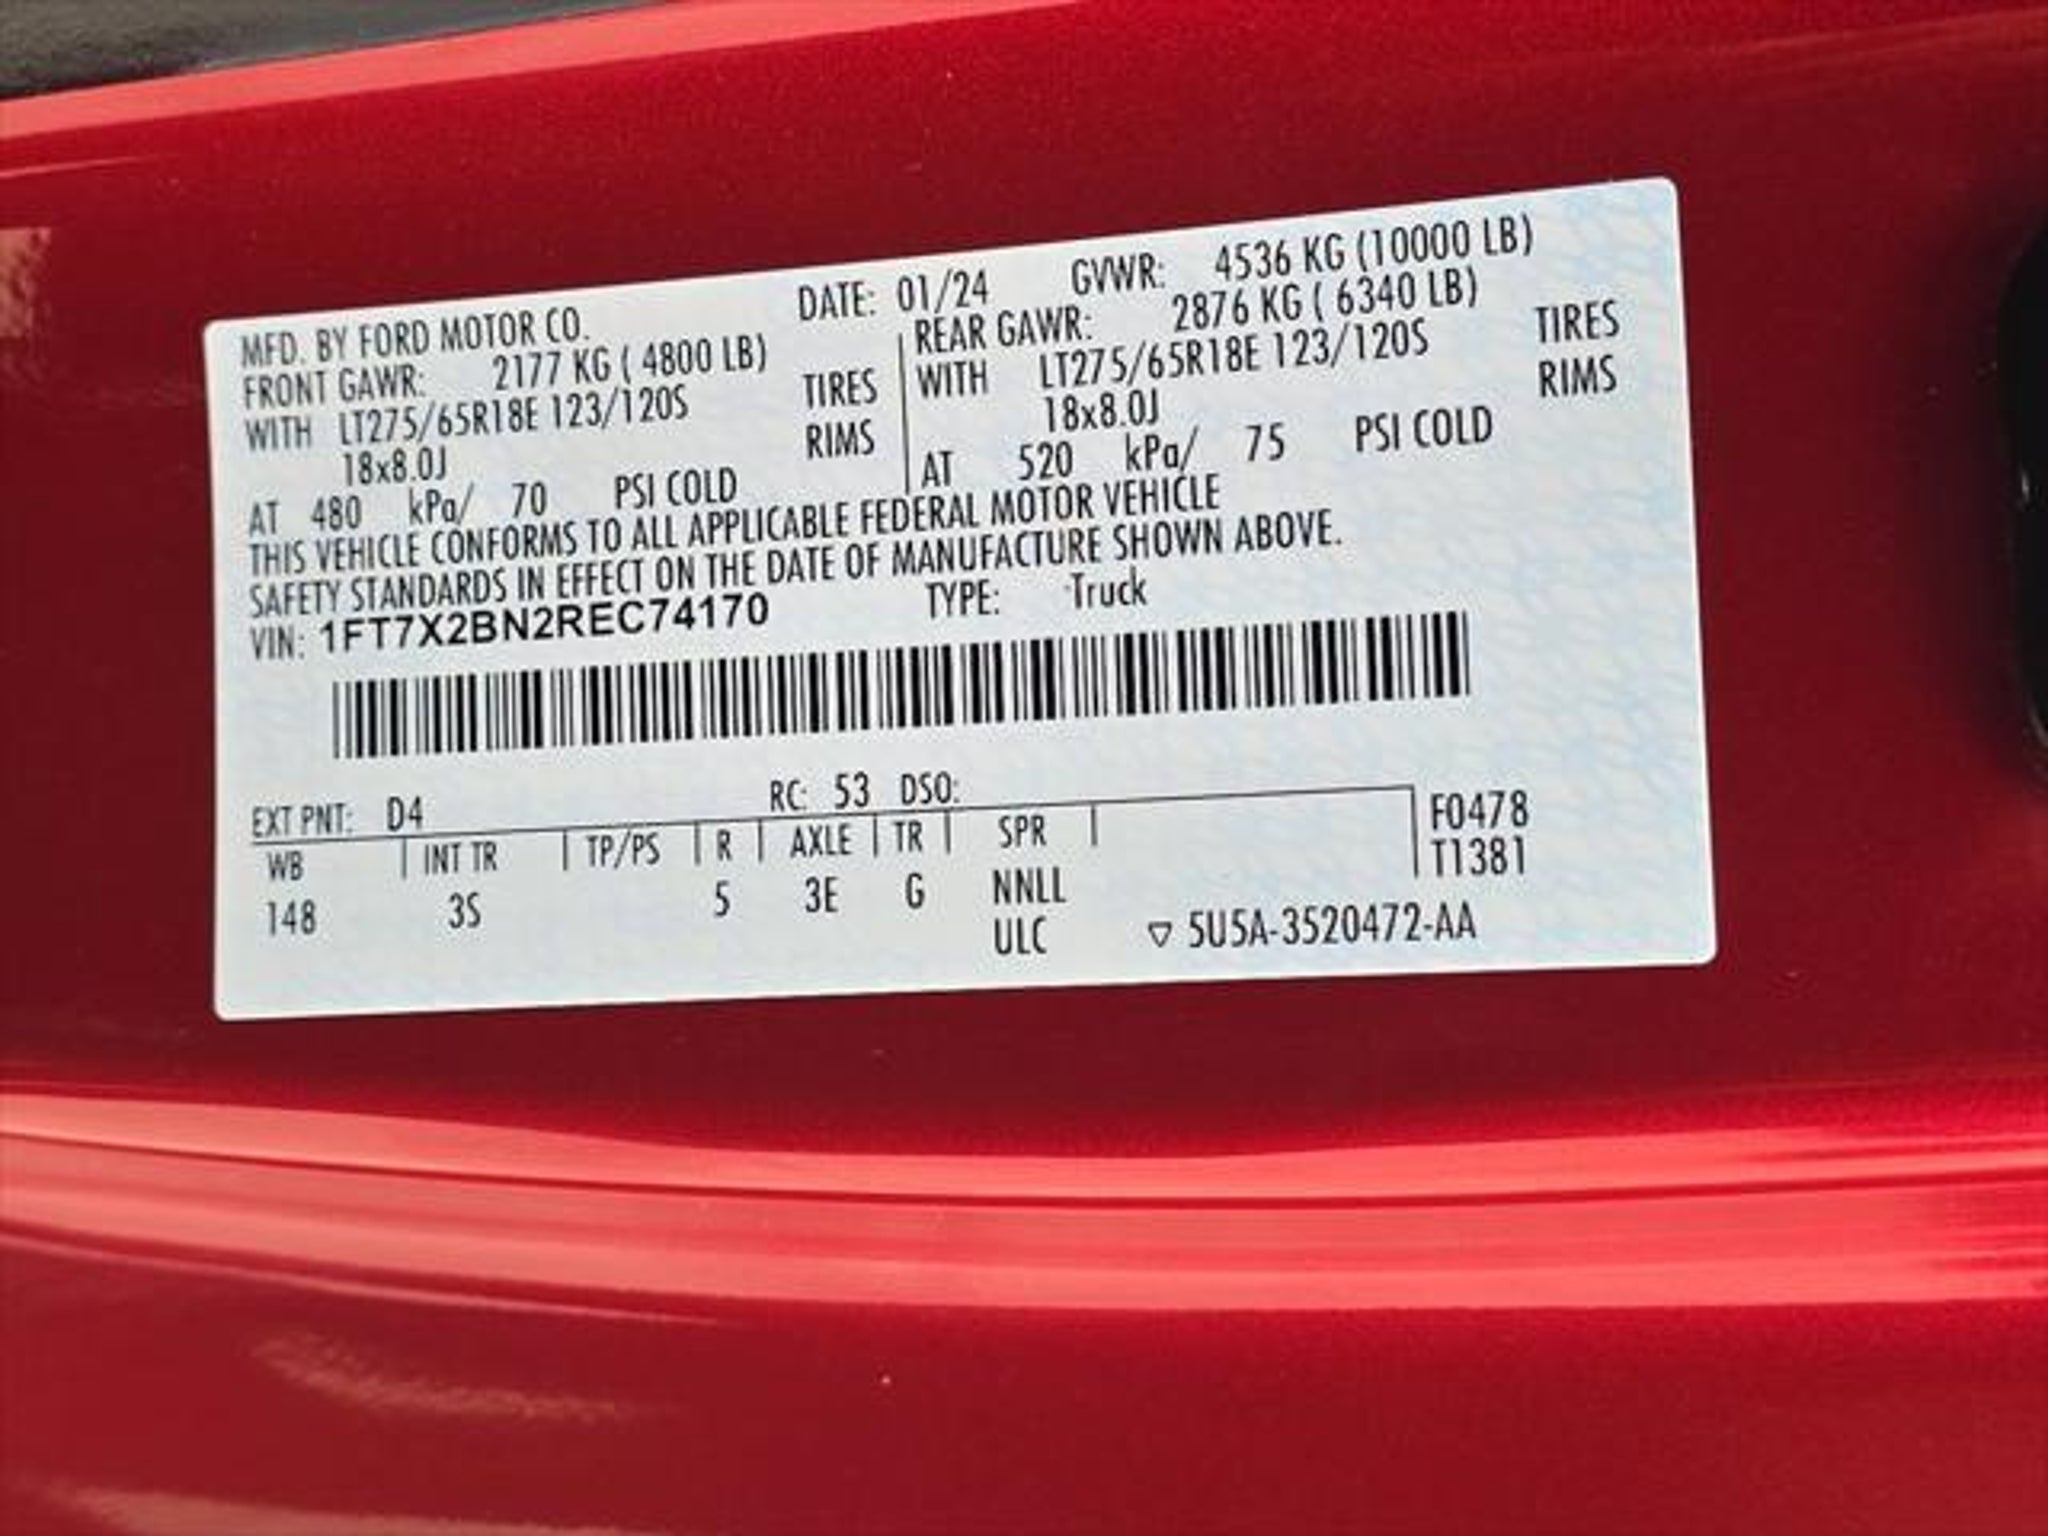 MFD. BY FORD MOTOR CO. DATE: 01/24 GVWR: 4536 KG (10000 LB)
FRONT GAWR: 2177 KG ( 4800 LB) REAR GAWR: 2876 KG ( 6340 LB)
WITH LT275/65R18E 123/120S TIRES WITH LT275/65R18E 123/120S TIRES
18x8.0J RIMS 18x8.0J RIMS
AT 480 kPa/ 70 PSI COLD AT 520 kPa/ 75 PSI COLD
THIS VEHICLE CONFORMS TO ALL APPLICABLE FEDERAL MOTOR VEHICLE
SAFETY STANDARDS IN EFFECT ON THE DATE OF MANUFACTURE SHOWN ABOVE.
VIN: 1FT7X2BN2REC74170 TYPE: Truck
EXT PNT: D4 RC: 53 DSO: F0478
WB INT TR TP/PS R AXLE TR SPR T1381
148 3S 5 3E G NNLL
ULC ▽ 5U5A-3520472-AA